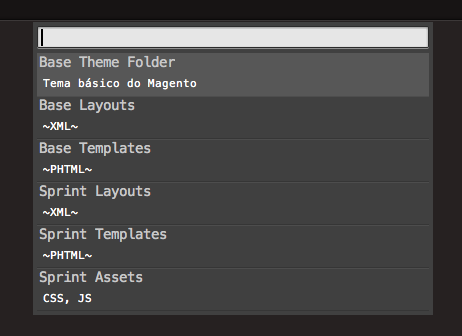 Base Theme Folder
Tema básico do Magento
Base Layouts
~XML~
Base Templates
~PHTML~
Sprint Layouts
~XML~
Sprint Templates
~PHTML~
Sprint Assets
CSS, JS